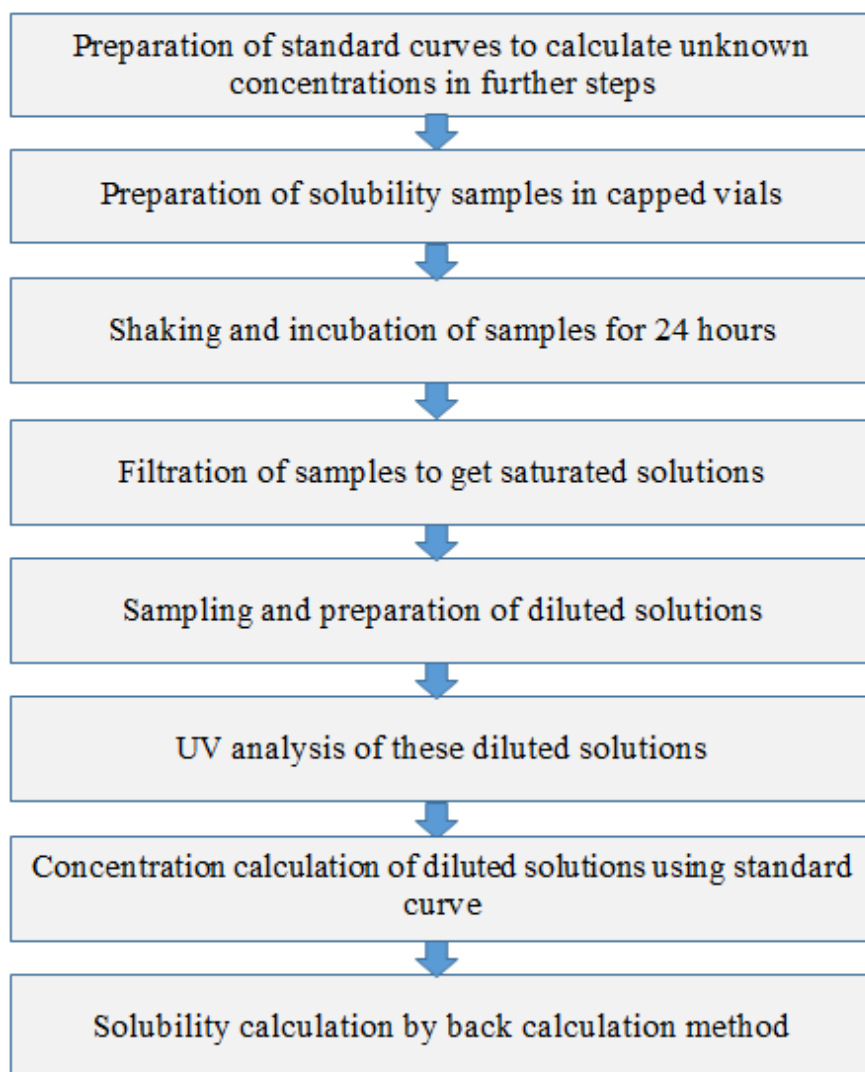 Preparation of standard curves to calculate unknown
concentrations in further steps
Preparation of solubility samples in capped vials
Shaking and incubation of samples for 24 hours
Filtration of samples to get saturated solutions
Sampling and preparation of diluted solutions
UV analysis of these diluted solutions
Concentration calculation of diluted solutions using standard
curve
Solubility calculation by back calculation method